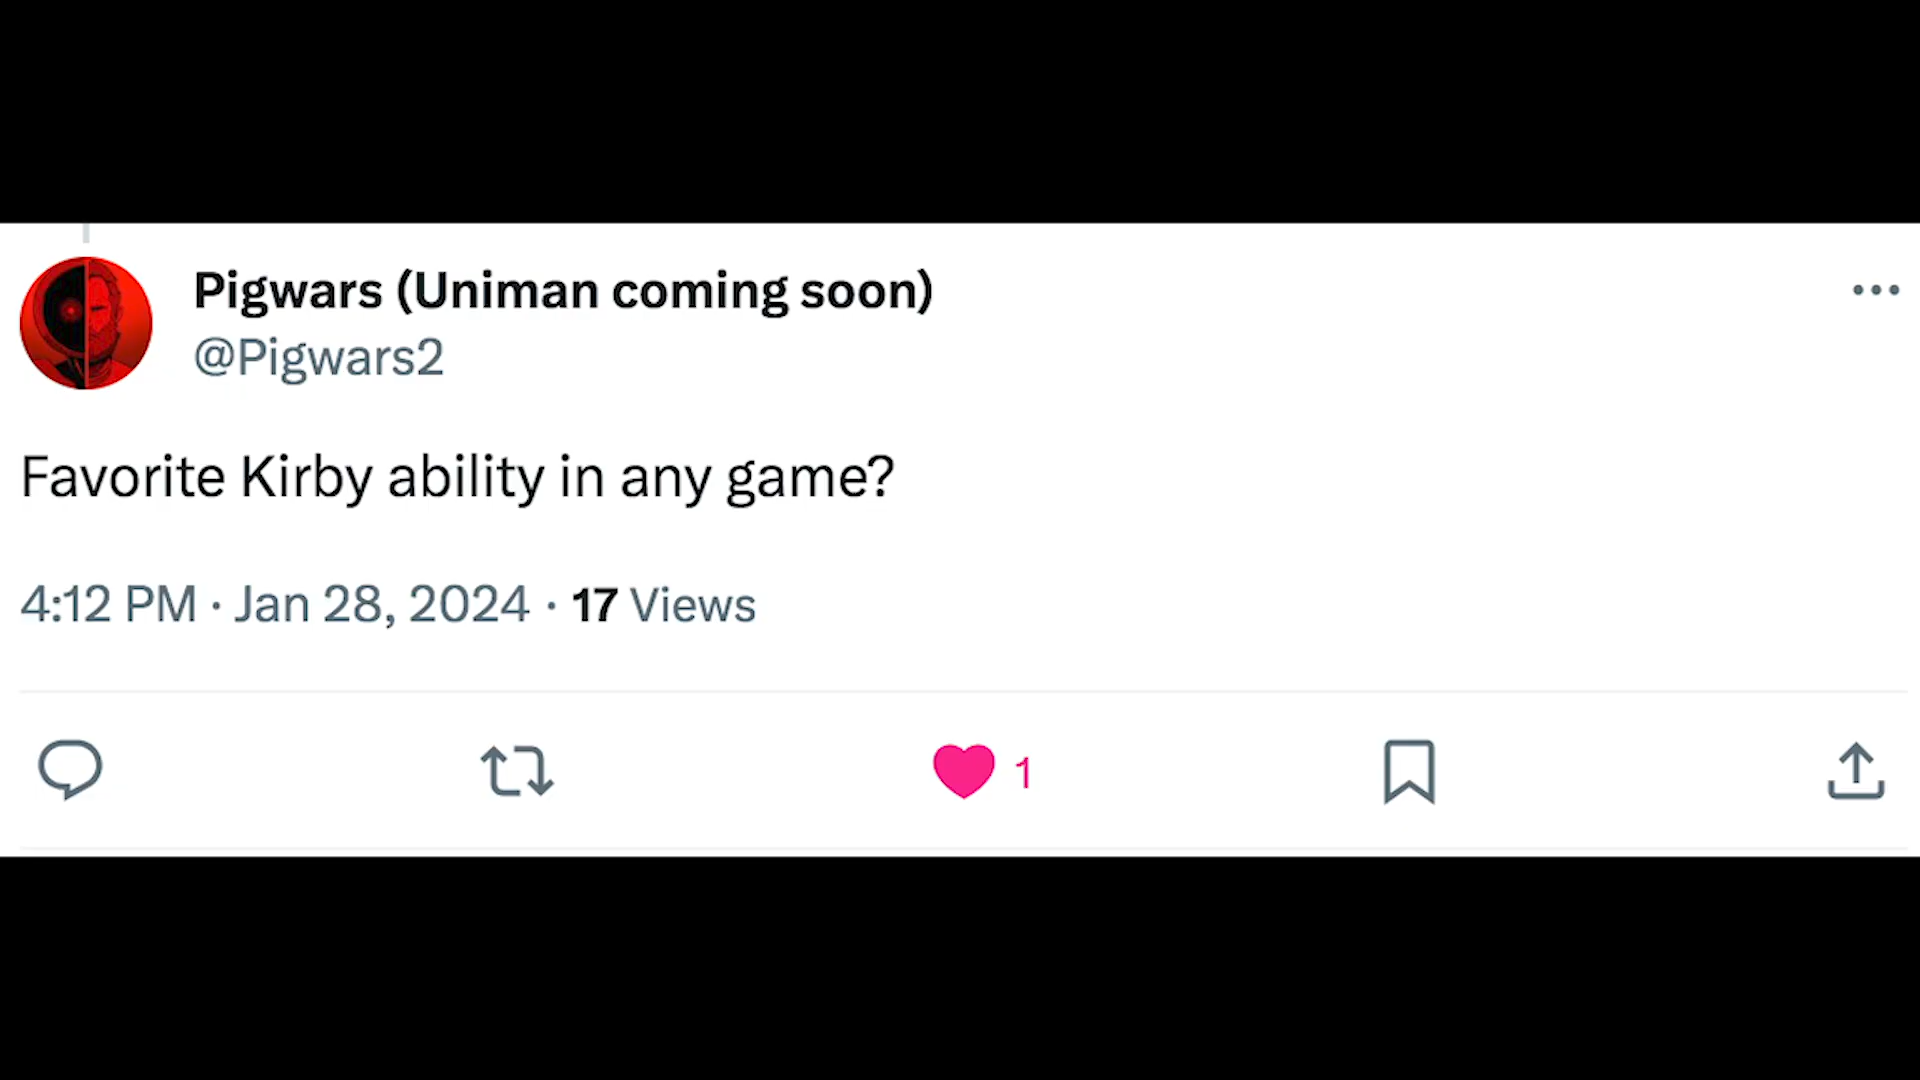 Pigwars (Uniman coming soon)
@Pigwars2
Favorite Kirby ability in any game?
4:12 PM · Jan 28, 2024 · 17 Views
1